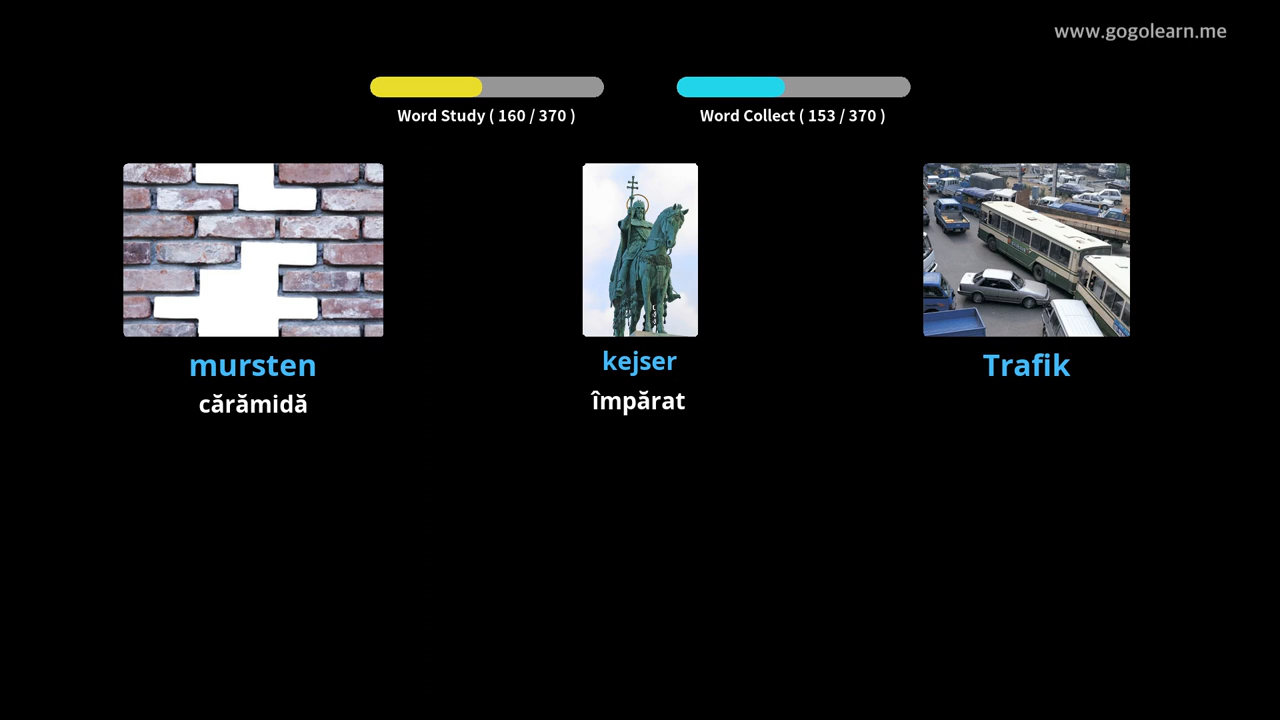 www.gogolearn.me
Word Study ( 160 / 370 )
Word Collect ( 153 / 370 )
mursten
cărămidă
kejser
împărat
Trafik